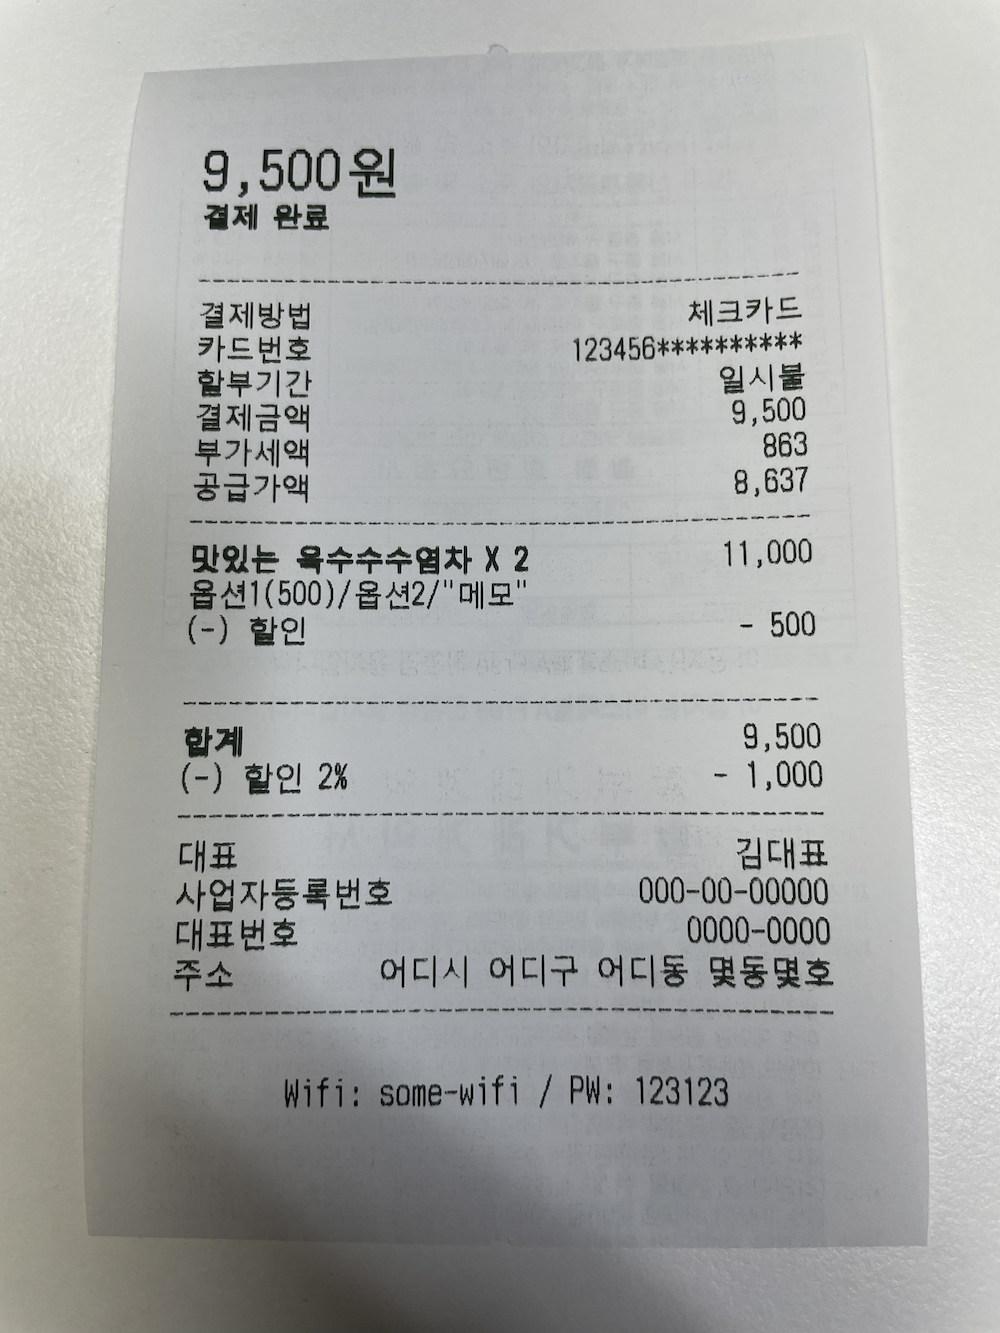 9,500원
결제 완료
결제방법 체크카드
카드번호 123456**********
할부기간 일시불
결제금액 9,500
부가세액 863
공급가액 8,637
맛있는 옥수수수염차 X 2 11,000
옵션1(500)/옵션2/"메모"
(-) 할인 - 500
합계 9,500
(-) 할인 2% - 1,000
대표 김대표
사업자등록번호 000-00-00000
대표번호 0000-0000
주소 어디시 어디구 어디동 몇동몇호
Wifi: some-wifi / PW: 123123